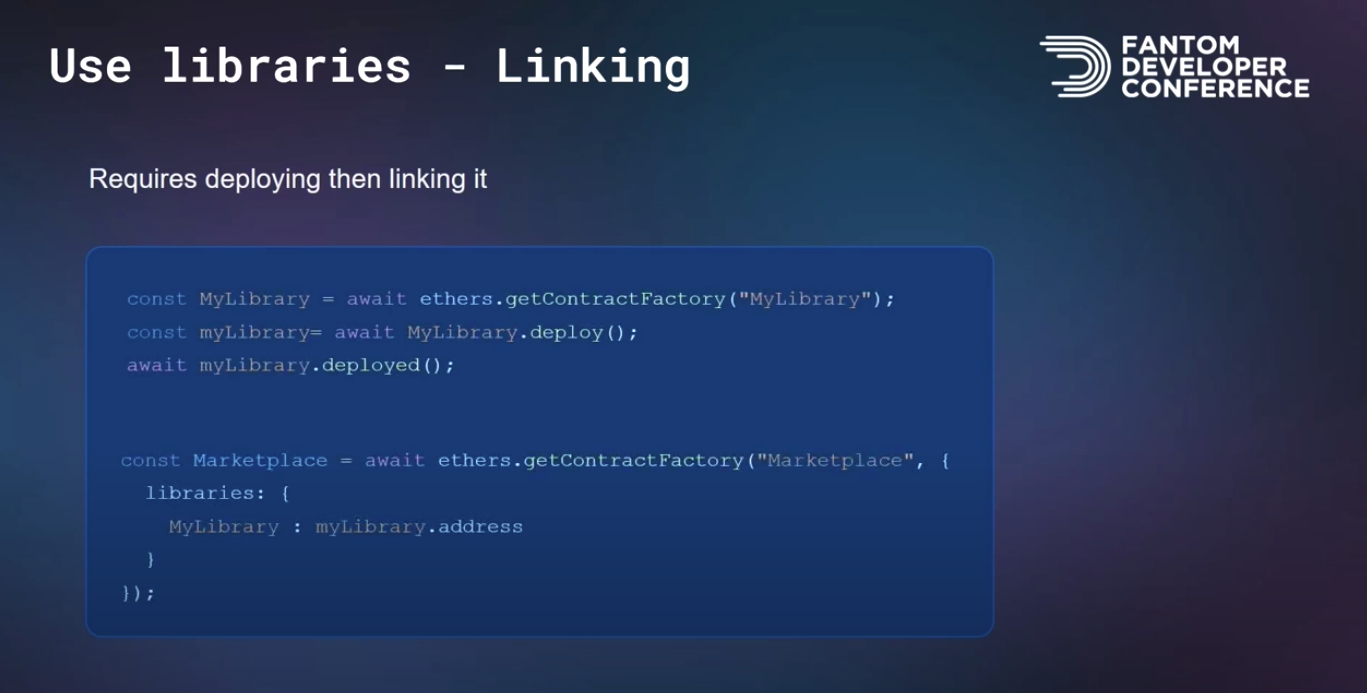 Use libraries - Linking
FANTOM
DEVELOPER
CONFERENCE
Requires deploying then linking it
const MyLibrary = await ethers.getContractFactory("MyLibrary");
const myLibrary= await MyLibrary.deploy();
await myLibrary.deployed();
const Marketplace = await ethers.getContractFactory("Marketplace", {
libraries: {
MyLibrary : myLibrary.address
}
});